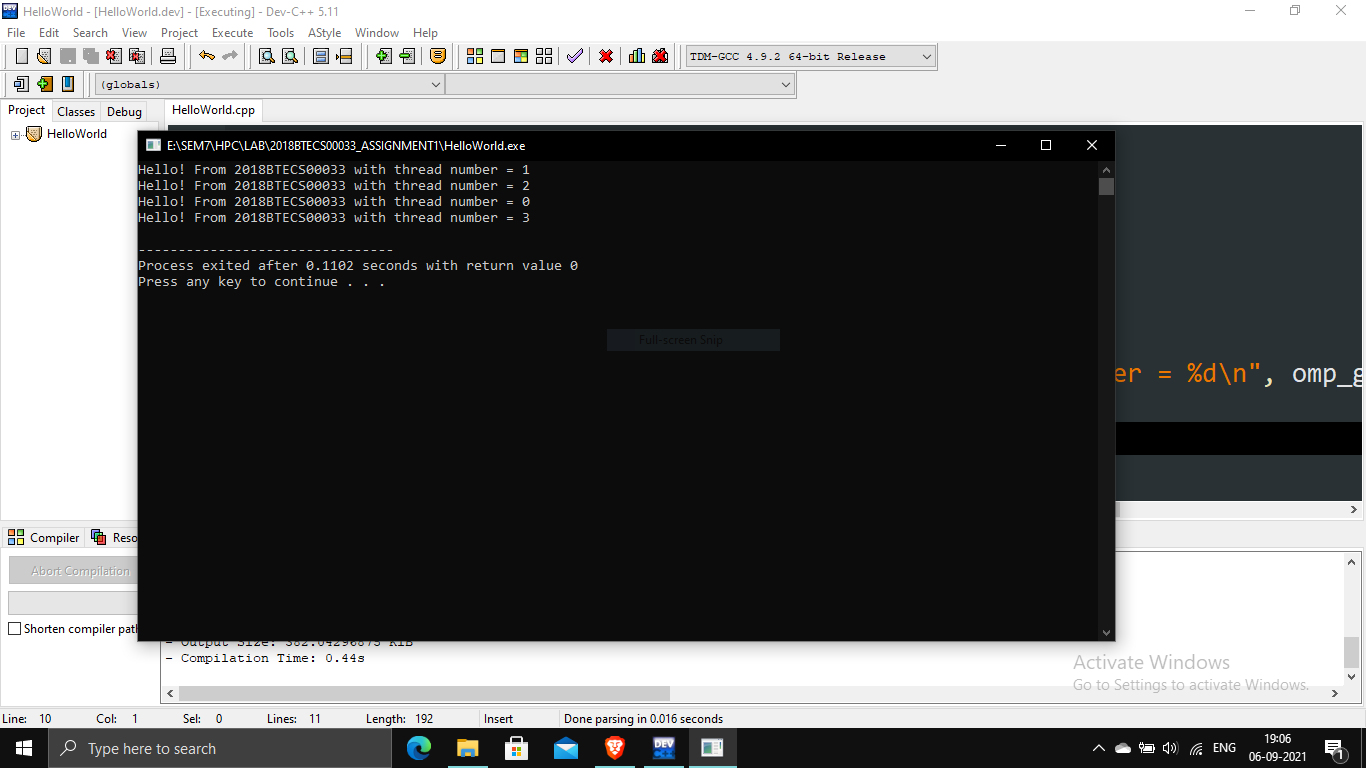 HelloWorld - [HelloWorld.dev] - [Executing] - Dev-C++ 5.11
File Edit Search View Project Execute Tools AStyle Window Help
TDM-GCC 4.9.2 64-bit Release
(globals)
Project Classes Debug HelloWorld.cpp
HelloWorld
E:\SEM7\HPC\LAB\2018BTECS00033_ASSIGNMENT1\HelloWorld.exe
Hello! From 2018BTECS00033 with thread number = 1
Hello! From 2018BTECS00033 with thread number = 2
Hello! From 2018BTECS00033 with thread number = 0
Hello! From 2018BTECS00033 with thread number = 3
--------------------------------
Process exited after 0.1102 seconds with return value 0
Press any key to continue . . .
Full-screen Snip
er = %d\n", omp_g
Compiler Reso
Abort Compilation
Shorten compiler path
- Output Size: 382.04296875 KiB
- Compilation Time: 0.44s
Activate Windows
Go to Settings to activate Windows.
Line: 10 Col: 1 Sel: 0 Lines: 11 Length: 192 Insert Done parsing in 0.016 seconds
Type here to search
DEV
ENG
19:06
06-09-2021
1